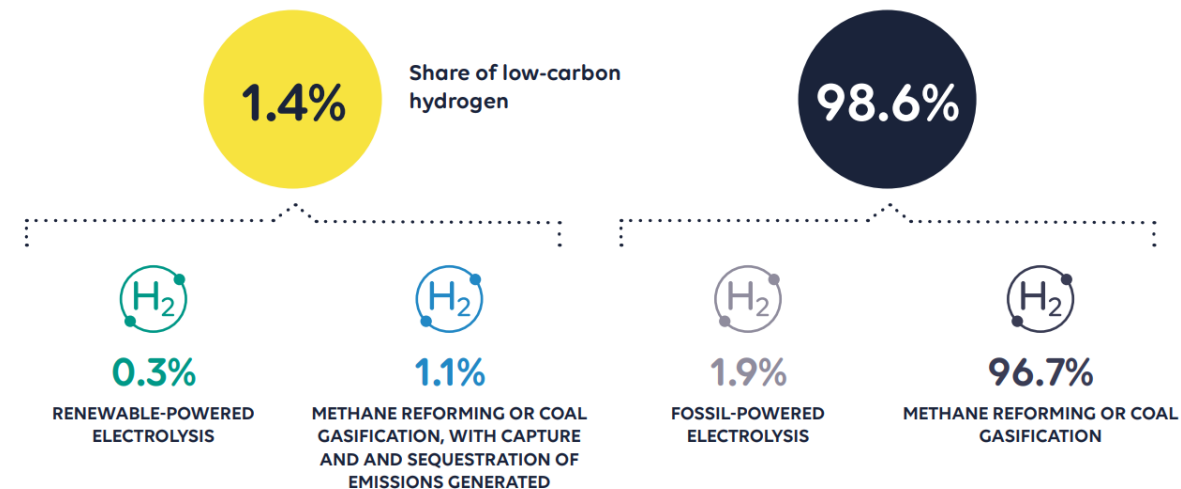 1.4%
Share of low-carbon
hydrogen
98.6%
H2
0.3%
RENEWABLE-POWERED
ELECTROLYSIS
H2
1.1%
METHANE REFORMING OR COAL
GASIFICATION, WITH CAPTURE
AND AND SEQUESTRATION OF
EMISSIONS GENERATED
H2
1.9%
FOSSIL-POWERED
ELECTROLYSIS
H2
96.7%
METHANE REFORMING OR COAL
GASIFICATION